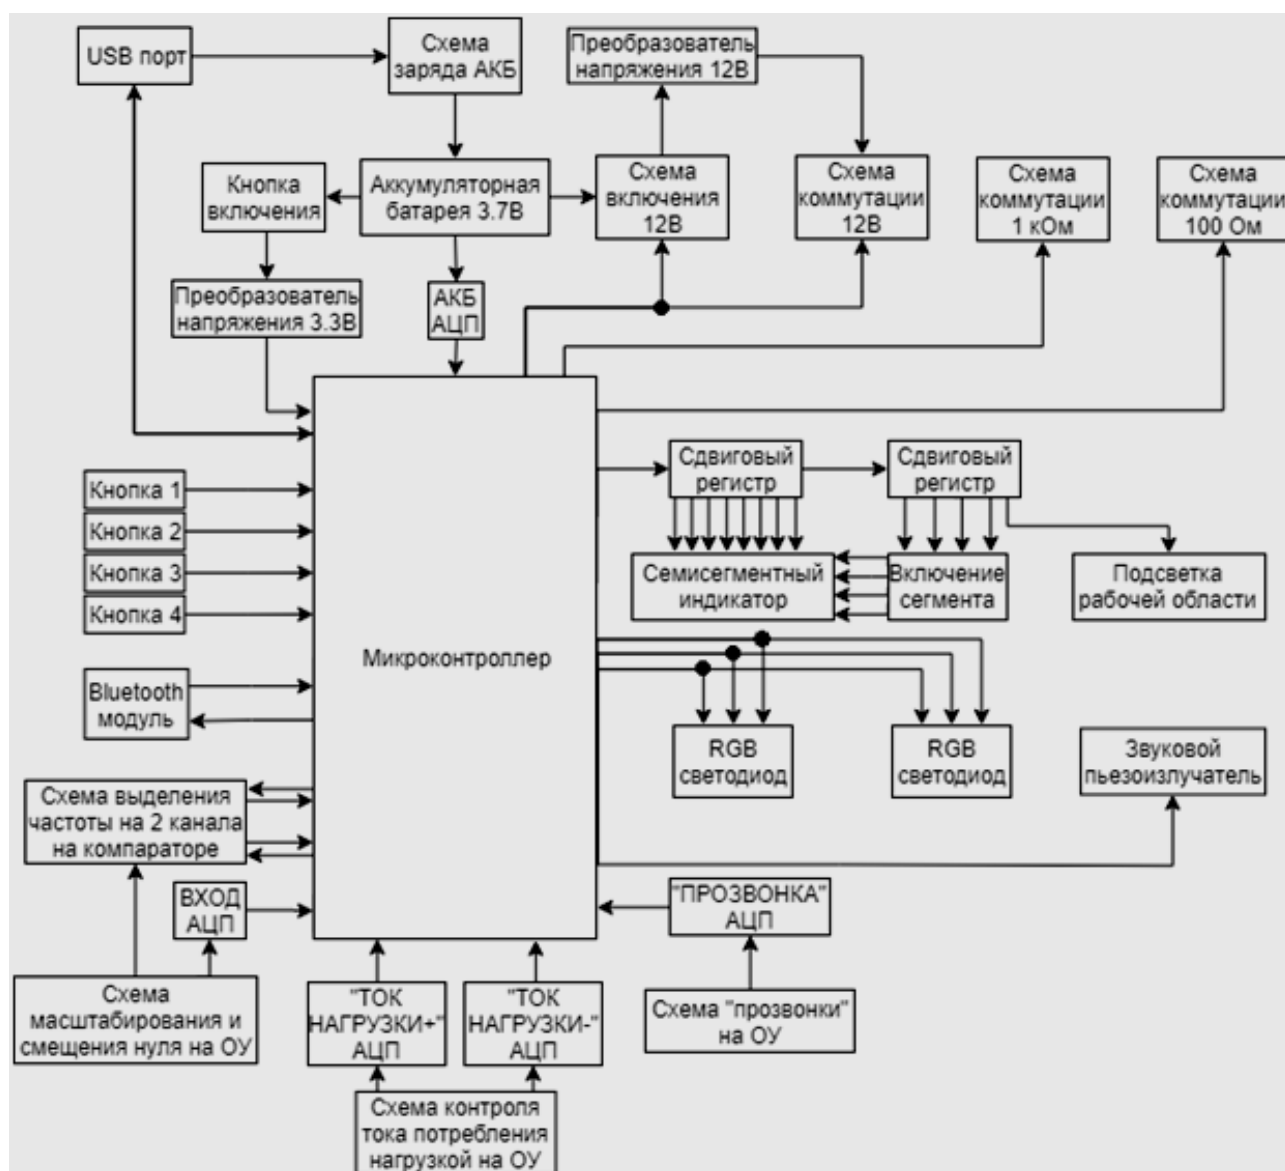 USB порт
Схема
заряда АКБ
Преобразователь
напряжения 12В
Кнопка
включения
Аккумуляторная
батарея 3.7В
Схема
включения
12В
Схема
коммутации
12В
Схема
коммутации
1 кОм
Схема
коммутации
100 Ом
Преобразователь
напряжения 3.3В
АКБ
АЦП
Сдвиговый
регистр
Сдвиговый
регистр
Кнопка 1
Кнопка 2
Кнопка 3
Кнопка 4
Семисегментный
индикатор
Включение
сегмента
Подсветка
рабочей области
Микроконтроллер
Bluetooth
модуль
RGB
светодиод
RGB
светодиод
Звуковой
пьезоизлучатель
Схема выделения
частоты на 2 канала
на компараторе
ВХОД
АЦП
"ПРОЗВОНКА"
АЦП
Схема
масштабирования и
смещения нуля на ОУ
"ТОК
НАГРУЗКИ+"
АЦП
"ТОК
НАГРУЗКИ-"
АЦП
Схема "прозвонки"
на ОУ
Схема контроля
тока потребления
нагрузкой на ОУ